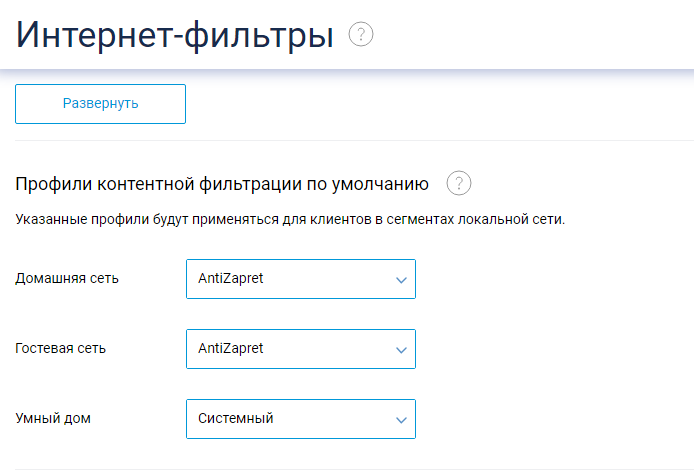 Интернет-фильтры ?
Развернуть
Профили контентной фильтрации по умолчанию ?
Указанные профили будут применяться для клиентов в сегментах локальной сети.
Домашняя сеть AntiZapret
Гостевая сеть AntiZapret
Умный дом Системный